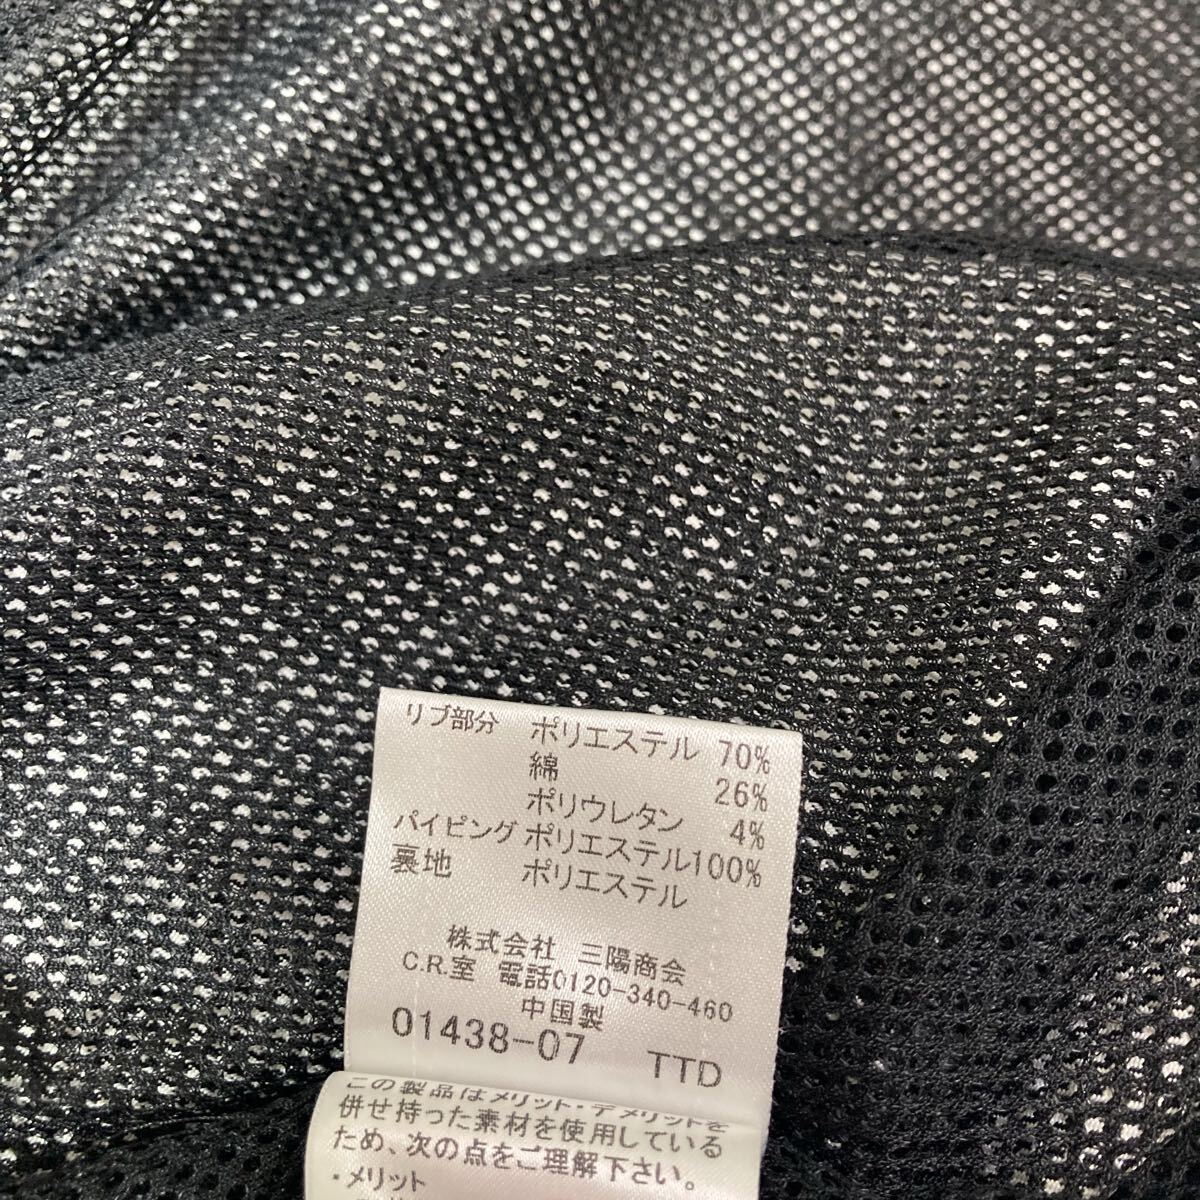 リブ部分 ポリエステル 70%
綿 26%
ポリウレタン 4%
パイピング ポリエステル100%
裏地 ポリエステル
株式会社 三陽商会
C.R.室 電話0120-340-460
中国製
01438-07 TTD
この製品はメリット・デメリットを
併せ持った素材を使用している
ため、次の点をご理解下さい。
・メリット